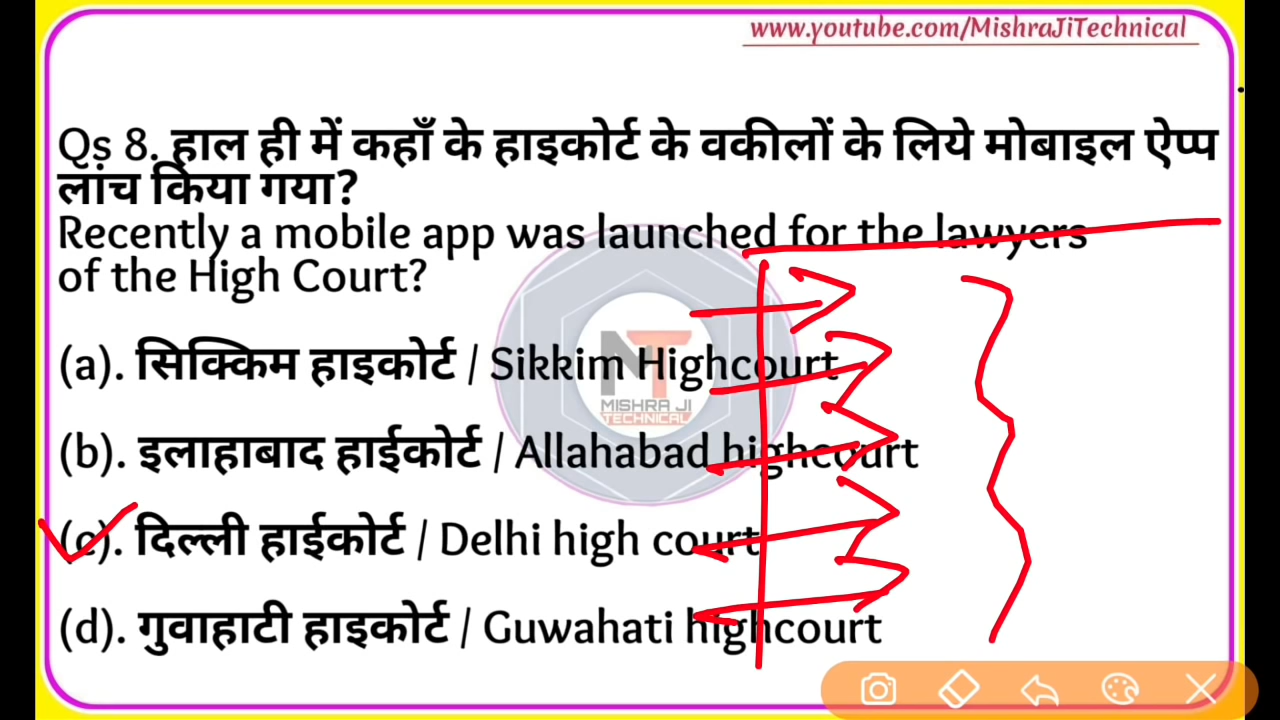 www.youtube.com/MishraJiTechnical
Qs 8. हाल ही में कहाँ के हाइकोर्ट के वकीलों के लिये मोबाइल ऐप्प
लांच किया गया?
Recently a mobile app was launched for the lawyers
of the High Court?
(a). सिक्किम हाइकोर्ट / Sikkim Highcourt
(b). इलाहाबाद हाईकोर्ट / Allahabad highcourt
MISHRA JI
TECHNICAL
(c). दिल्ली हाईकोर्ट / Delhi high court
(d). गुवाहाटी हाइकोर्ट / Guwahati highcourt